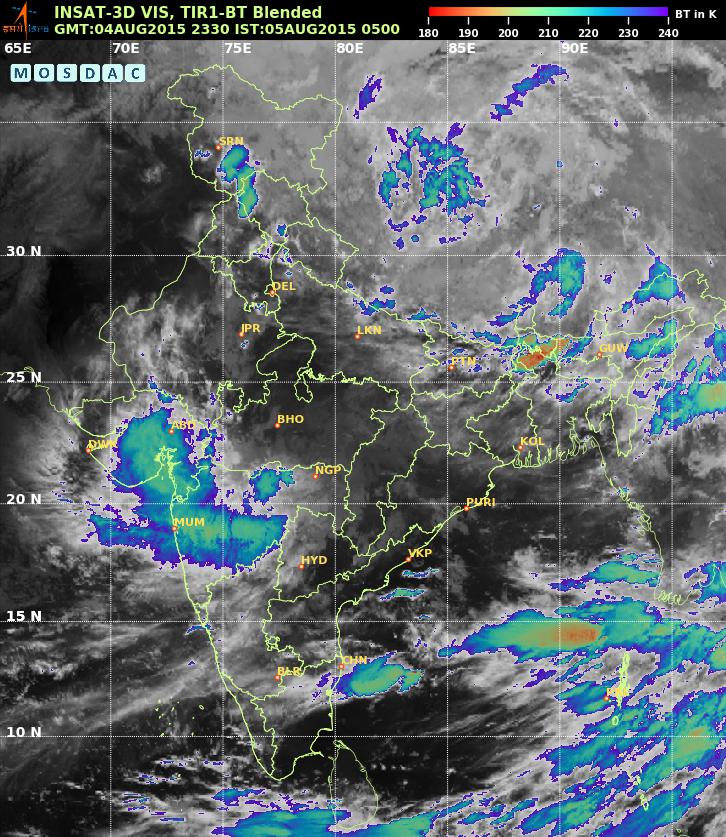 INSAT-3D VIS, TIR1-BT Blended
GMT:04AUG2015 2330 IST:05AUG2015 0500
BT in K
180 190 200 210 220 230 240
65E 70E 75E 80E 85E 90E
MOSDAC
SRN
30 N
DEL
JPR
LKN
GUW
PTN
25 N
ABD
BHO
DWK
KOL
NGP
20 N
PURI
MUM
VKP
HYD
15 N
CHN
BLR
10 N